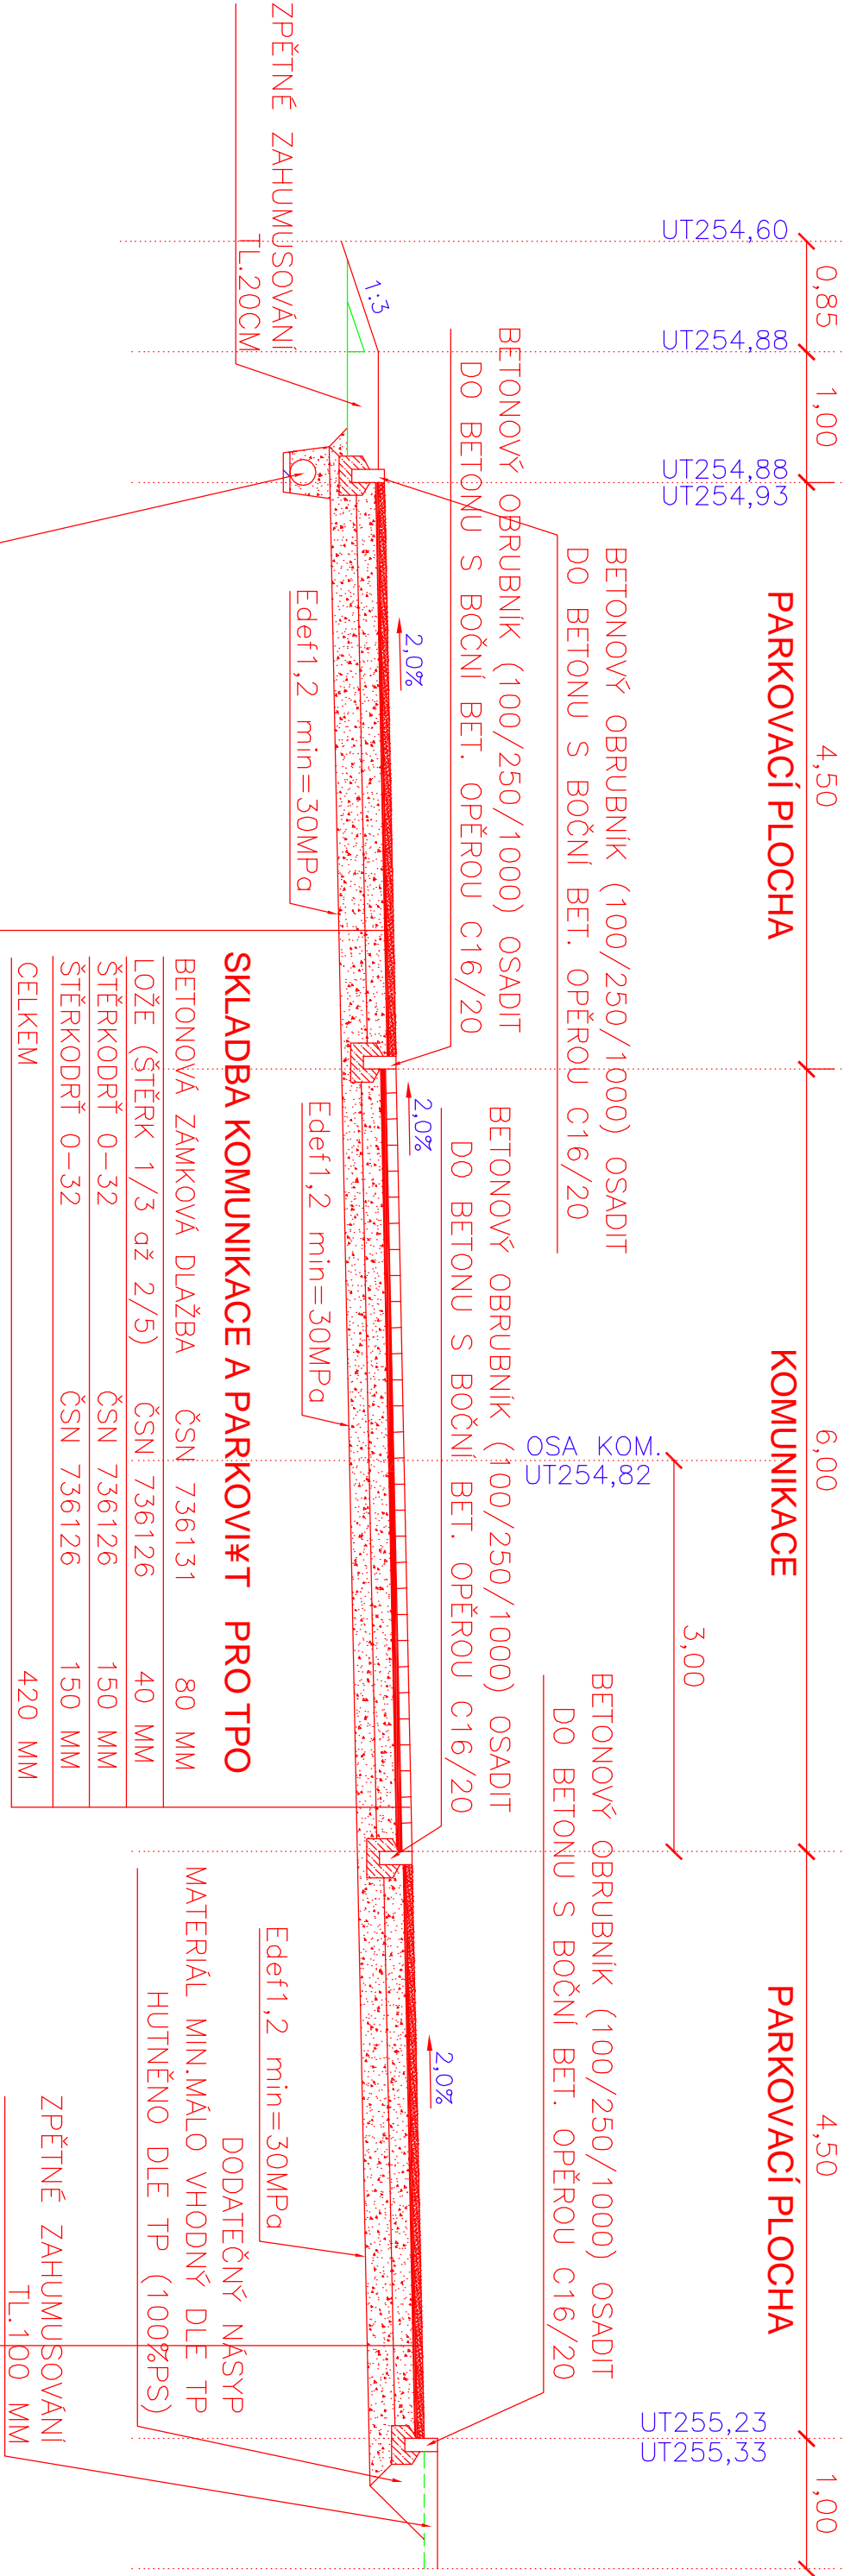 0,85
1,00
4,50
6,00
4,50
1,00
PARKOVACÍ PLOCHA
KOMUNIKACE
PARKOVACÍ PLOCHA
UT254,60
UT254,88
UT254,88
UT254,93
OSA KOM.
UT254,82
3,00
UT255,23
UT255,33
BETONOVÝ OBRUBNÍK (100/250/1000) OSADIT
DO BETONU S BOČNÍ BET. OPĚROU C16/20
BETONOVÝ OBRUBNÍK (100/250/1000) OSADIT
DO BETONU S BOČNÍ BET. OPĚROU C16/20
BETONOVÝ OBRUBNÍK (100/250/1000) OSADIT
DO BETONU S BOČNÍ BET. OPĚROU C16/20
BETONOVÝ OBRUBNÍK (100/250/1000) OSADIT
DO BETONU S BOČNÍ BET. OPĚROU C16/20
1:3
2,0%
2,0%
2,0%
ZPĚTNÉ ZAHUMUSOVÁNÍ
TL.20CM
Edef1,2 min=30MPa
Edef1,2 min=30MPa
Edef1,2 min=30MPa
SKLADBA KOMUNIKACE A PARKOVI¥T PRO TPO
BETONOVÁ ZÁMKOVÁ DLAŽBA ČSN 736131 80 MM
LOŽE (ŠTĚRK 1/3 až 2/5) ČSN 736126 40 MM
ŠTĚRKODRŤ 0-32 ČSN 736126 150 MM
ŠTĚRKODRŤ 0-32 ČSN 736126 150 MM
CELKEM 420 MM
DODATEČNÝ NÁSYP
MATERIÁL MIN.MÁLO VHODNÝ DLE TP
HUTNĚNO DLE TP (100%PS)
ZPĚTNÉ ZAHUMUSOVÁNÍ
TL.100 MM